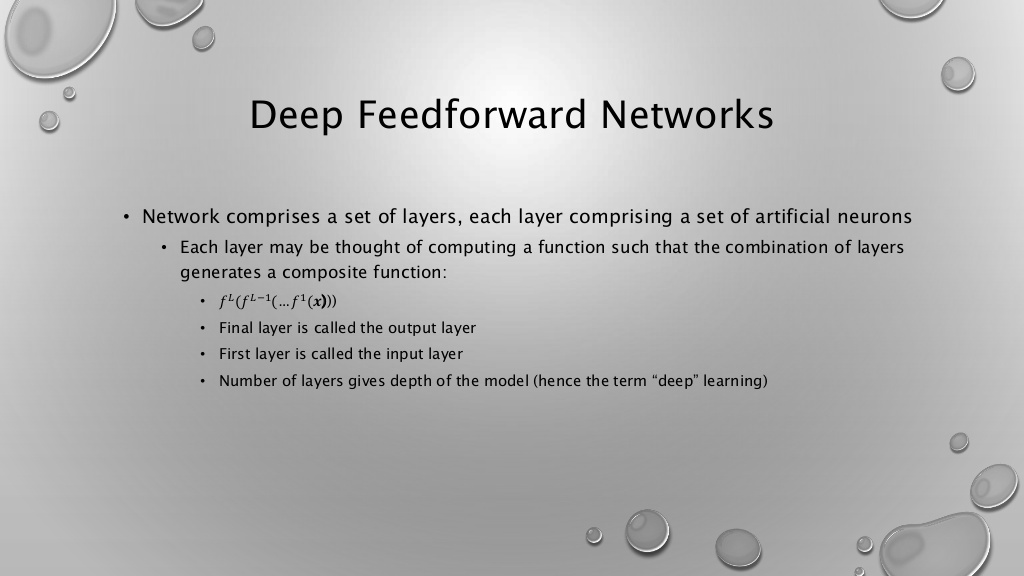 Deep Feedforward Networks
• Network comprises a set of layers, each layer comprising a set of artificial neurons
• Each layer may be thought of computing a function such that the combination of layers
generates a composite function:
• 𝑓ᴸ(𝑓ᴸ⁻¹(…𝑓¹(𝒙)))
• Final layer is called the output layer
• First layer is called the input layer
• Number of layers gives depth of the model (hence the term “deep” learning)